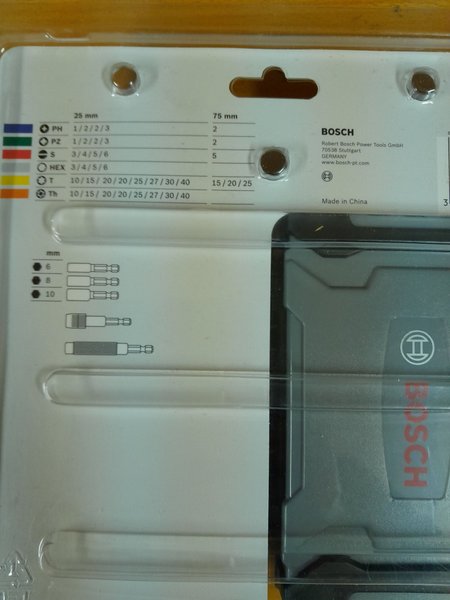 25 mm 75 mm
PH 1/2/2/3 2
PZ 1/2/2/3 2
S 3/4/5/6 5
HEX 3/4/5/6
T 10/15/20/20/25/27/30/40 15/20/25
Th 10/15/20/20/25/27/30/40
BOSCH
Robert Bosch Power Tools GmbH
70538 Stuttgart
GERMANY
www.bosch-pt.com
Made in China
3
mm
6
8
10
BOSCH